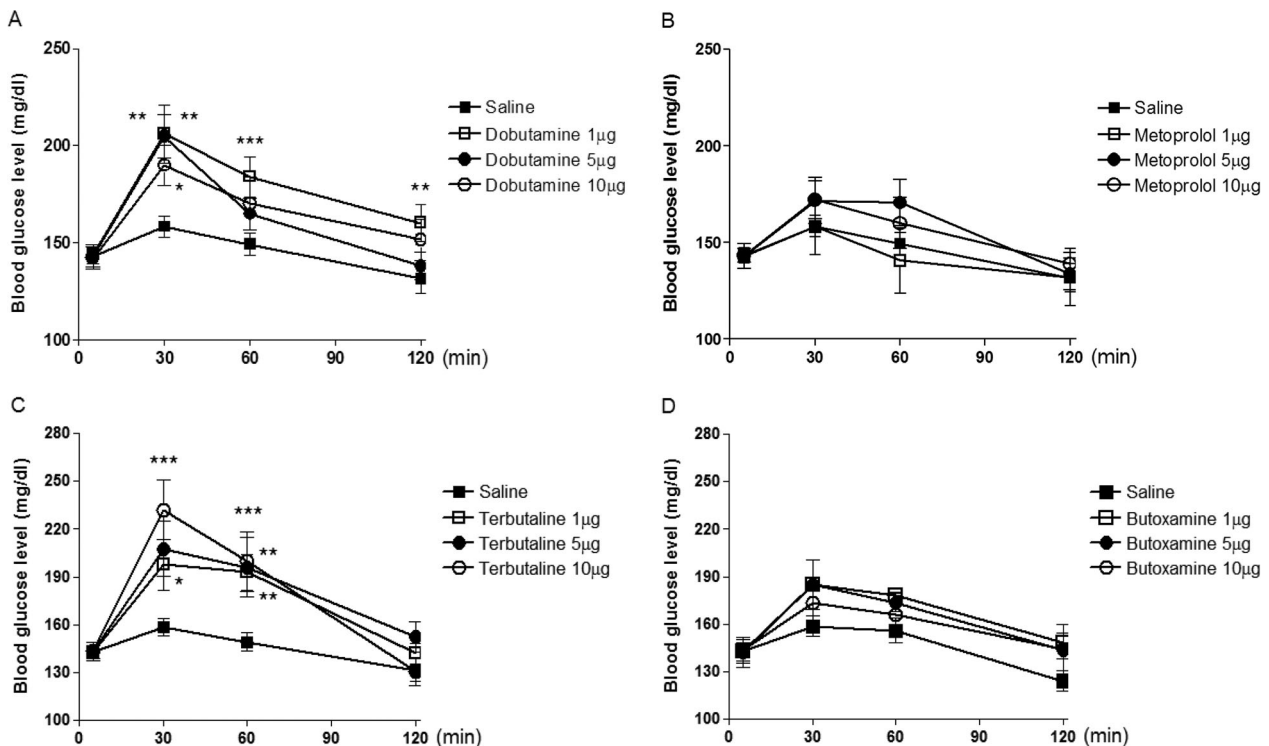 A
Blood glucose level (mg/dl)
250
200
150
100
** **
***
*
**
0 30 60 90 120 (min)
Saline
Dobutamine 1µg
Dobutamine 5µg
Dobutamine 10µg
B
Blood glucose level (mg/dl)
250
200
150
100
0 30 60 90 120 (min)
Saline
Metoprolol 1µg
Metoprolol 5µg
Metoprolol 10µg
C
Blood glucose level (mg/dl)
280
250
220
190
160
130
100
***
***
**
*
**
0 30 60 90 120 (min)
Saline
Terbutaline 1µg
Terbutaline 5µg
Terbutaline 10µg
D
Blood glucose level (mg/dl)
280
250
220
190
160
130
100
0 30 60 90 120 (min)
Saline
Butoxamine 1µg
Butoxamine 5µg
Butoxamine 10µg